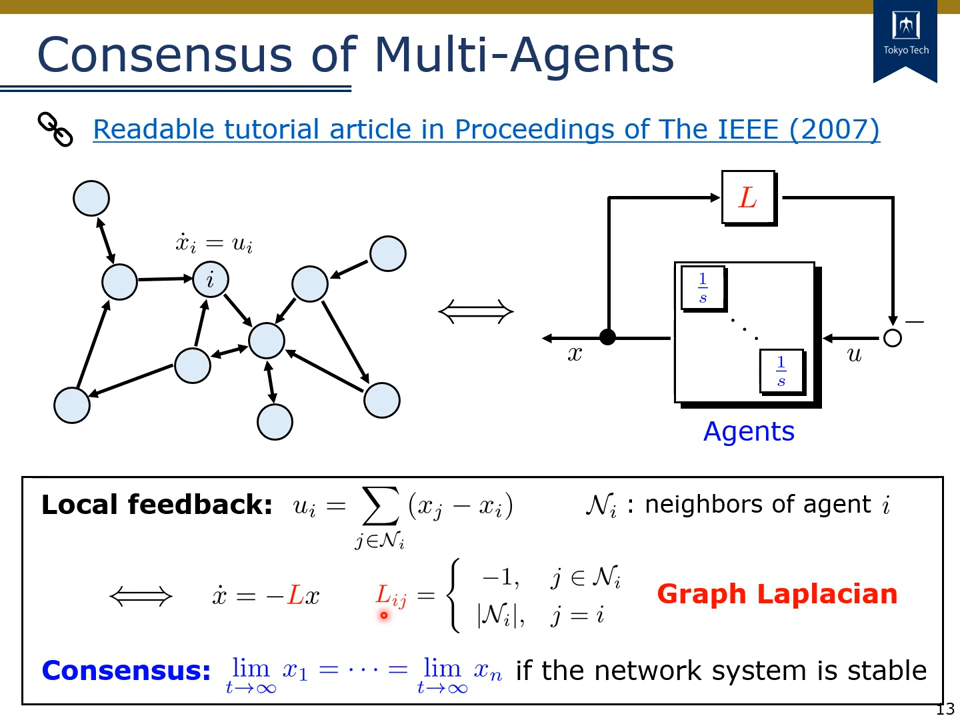 Consensus of Multi-Agents
Tokyo Tech
Readable tutorial article in Proceedings of The IEEE (2007)
ẋ_i = u_i
i
⟺
L
1/s
⋱
1/s
x
u
−
Agents
Local feedback: u_i = ∑_{j∈𝒩_i} (x_j − x_i) 𝒩_i : neighbors of agent i
⟺ ẋ = −Lx L_{ij} = { −1, j ∈ 𝒩_i
|𝒩_i|, j = i
Graph Laplacian
Consensus: lim_{t→∞} x_1 = ⋯ = lim_{t→∞} x_n if the network system is stable
13